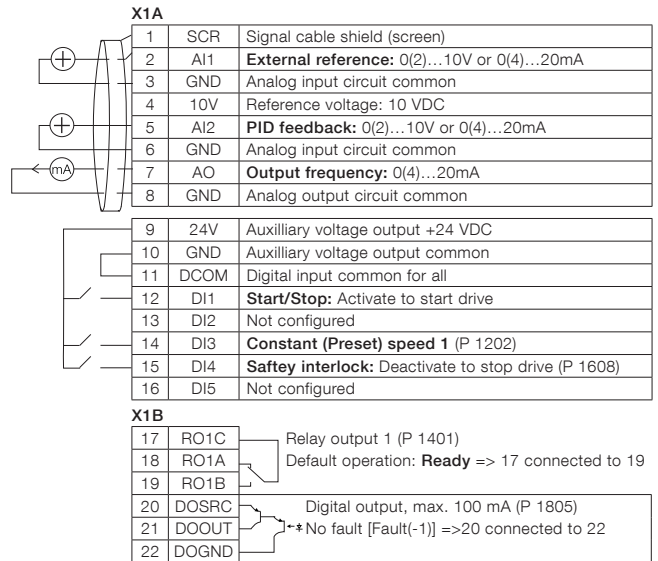 X1A
1 SCR Signal cable shield (screen)
2 AI1 External reference: 0(2)...10V or 0(4)...20mA
3 GND Analog input circuit common
4 10V Reference voltage: 10 VDC
5 AI2 PID feedback: 0(2)...10V or 0(4)...20mA
6 GND Analog input circuit common
mA 7 AO Output frequency: 0(4)...20mA
8 GND Analog output circuit common
9 24V Auxilliary voltage output +24 VDC
10 GND Auxilliary voltage output common
11 DCOM Digital input common for all
12 DI1 Start/Stop: Activate to start drive
13 DI2 Not configured
14 DI3 Constant (Preset) speed 1 (P 1202)
15 DI4 Saftey interlock: Deactivate to stop drive (P 1608)
16 DI5 Not configured
X1B
17 RO1C Relay output 1 (P 1401)
18 RO1A Default operation: Ready => 17 connected to 19
19 RO1B
20 DOSRC Digital output, max. 100 mA (P 1805)
21 DOOUT No fault [Fault(-1)] =>20 connected to 22
22 DOGND